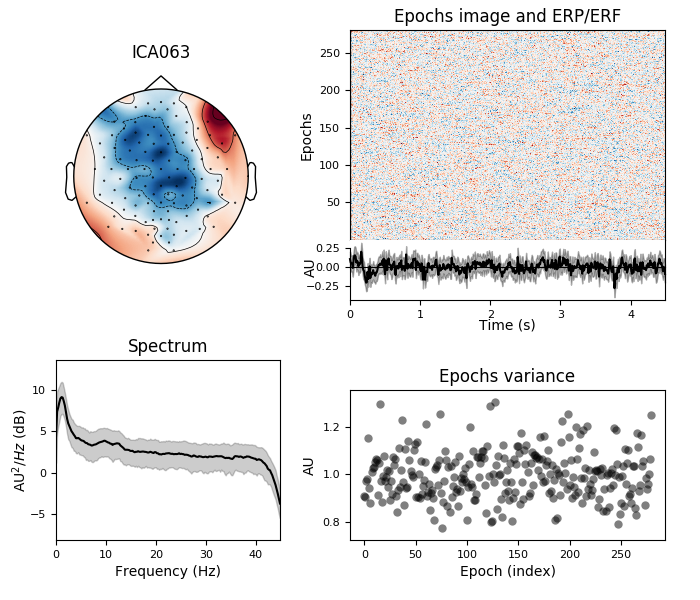 ICA063
Epochs image and ERP/ERF
Epochs
250
200
150
100
50
AU
0.25
0.00
−0.25
0 1 2 3 4
Time (s)
Spectrum
AU²/Hz (dB)
10
5
0
−5
0 10 20 30 40
Frequency (Hz)
Epochs variance
AU
1.2
1.0
0.8
0 50 100 150 200 250
Epoch (index)